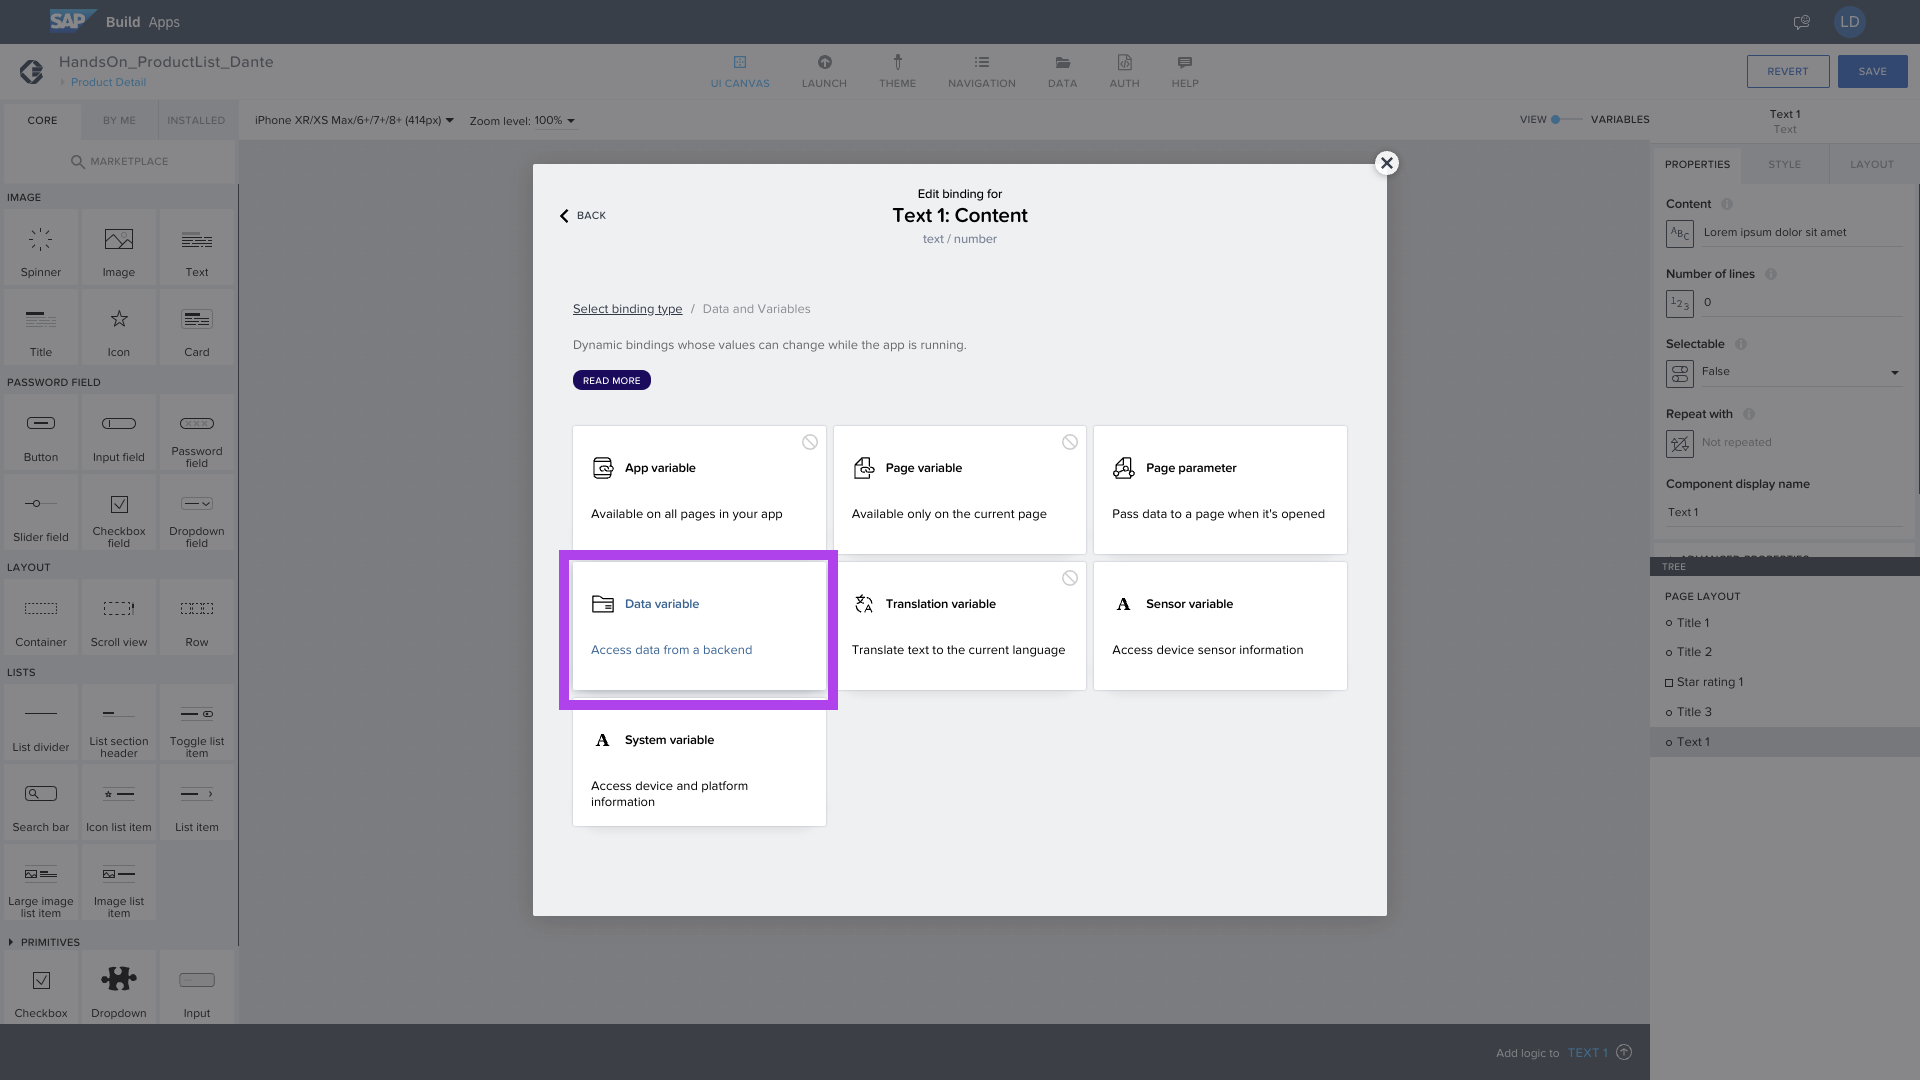 SAP Build Apps
LD
HandsOn_ProductList_Dante
Product Detail
UI CANVAS
LAUNCH
THEME
NAVIGATION
DATA
AUTH
HELP
REVERT
SAVE
CORE
BY ME
INSTALLED
iPhone XR/XS Max/6+/7+/8+ (414px)
Zoom level: 100%
VIEW
VARIABLES
Text 1
Text
MARKETPLACE
PROPERTIES
STYLE
LAYOUT
IMAGE
Spinner
Image
Text
Title
Icon
Card
PASSWORD FIELD
Button
Input field
Password
field
Slider field
Checkbox
field
Dropdown
field
LAYOUT
Container
Scroll view
Row
LISTS
List divider
List section
header
Toggle list
item
Search bar
Icon list item
List item
Large image
list item
Image list
item
PRIMITIVES
Checkbox
Dropdown
Input
BACK
Edit binding for
Text 1: Content
text / number
Select binding type / Data and Variables
Dynamic bindings whose values can change while the app is running.
READ MORE
App variable
Available on all pages in your app
Page variable
Available only on the current page
Page parameter
Pass data to a page when it's opened
Data variable
Access data from a backend
Translation variable
Translate text to the current language
A Sensor variable
Access device sensor information
A System variable
Access device and platform
information
Content
ABC
Lorem ipsum dolor sit amet
Number of lines
123
0
Selectable
False
Repeat with
Not repeated
Component display name
Text 1
ADVANCED PROPERTIES
TREE
PAGE LAYOUT
Title 1
Title 2
Star rating 1
Title 3
Text 1
Add logic to TEXT 1